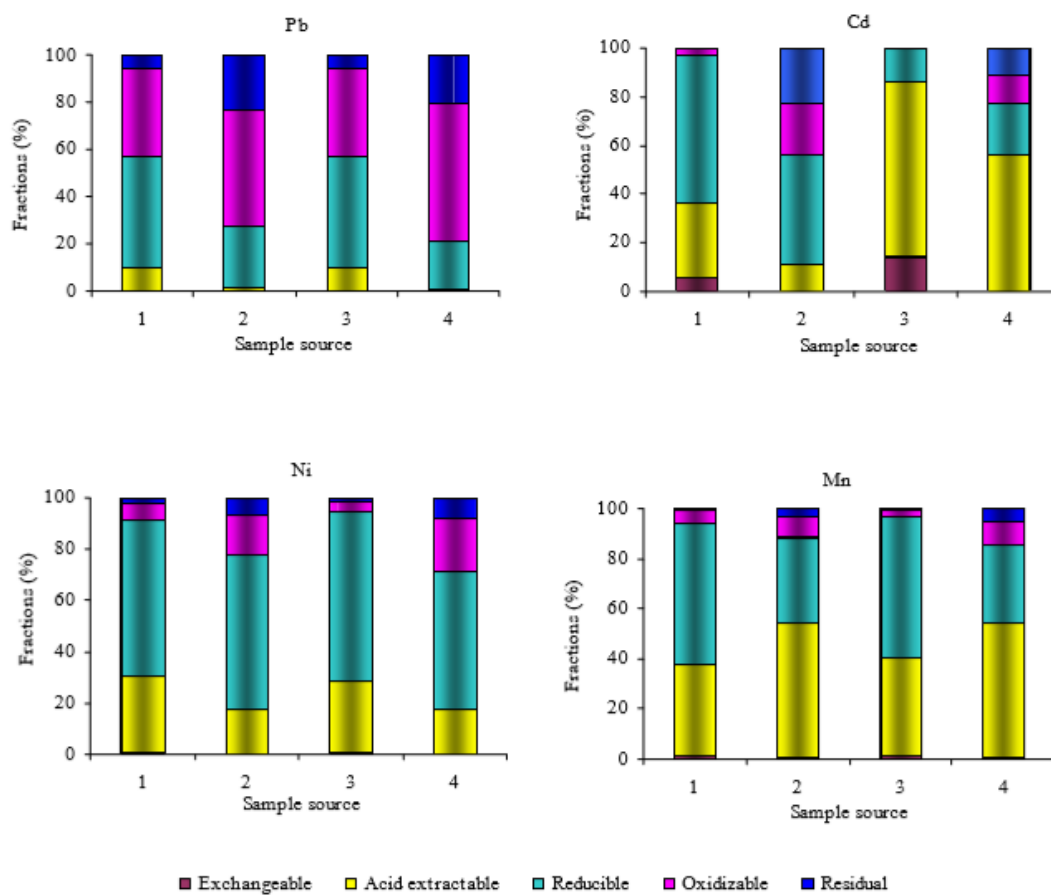 Pb
100
80
60
40
20
0
Fractions (%)
1 2 3 4
Sample source
Cd
100
80
60
40
20
0
Fractions (%)
1 2 3 4
Sample source
Ni
100
80
60
40
20
0
Fractions (%)
1 2 3 4
Sample source
Mn
100
80
60
40
20
0
Fractions (%)
1 2 3 4
Sample source
Exchangeable Acid extractable Reducible Oxidizable Residual